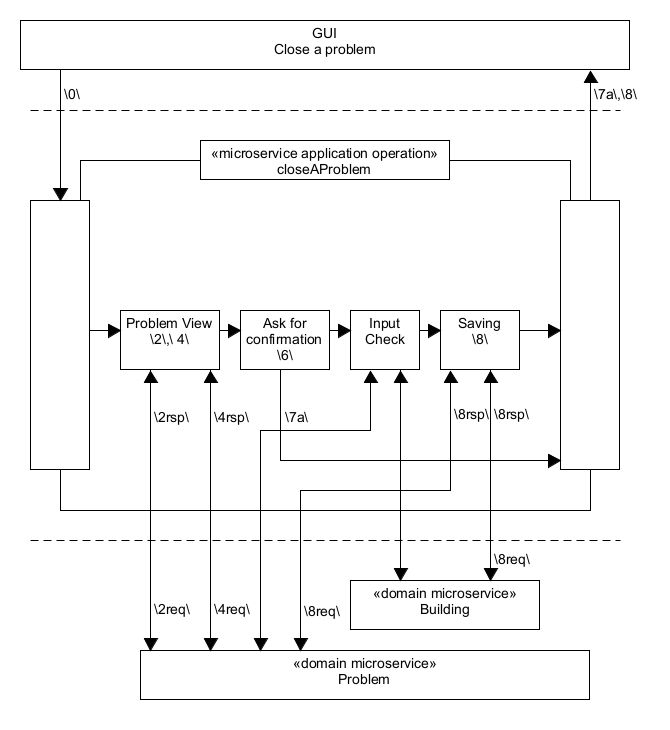 GUI
Close a problem
\0\
\7a\,\8\
«microservice application operation»
closeAProblem
Problem View
\2\,\ 4\
Ask for
confirmation
\6\
Input
Check
Saving
\8\
\2rsp\
\4rsp\
\7a\
\8rsp\
\8rsp\
\8req\
\2req\
\4req\
\8req\
«domain microservice»
Building
«domain microservice»
Problem